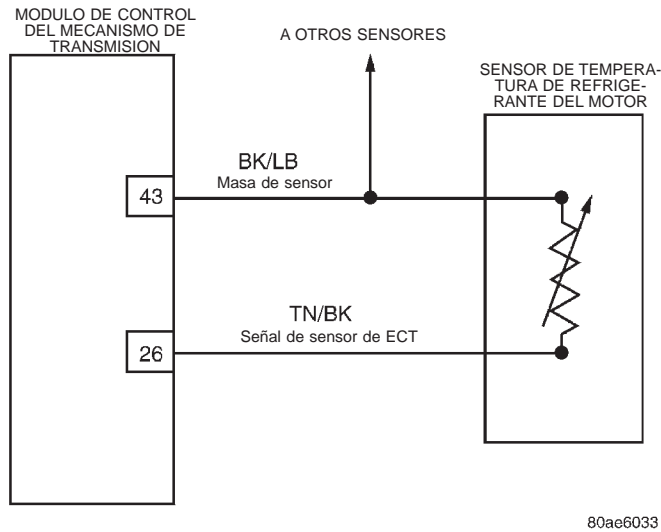 MODULO DE CONTROL
DEL MECANISMO DE
TRANSMISION
A OTROS SENSORES
SENSOR DE TEMPERA-
TURA DE REFRIGE-
RANTE DEL MOTOR
BK/LB
43
Masa de sensor
TN/BK
26
Señal de sensor de ECT
80ae6033